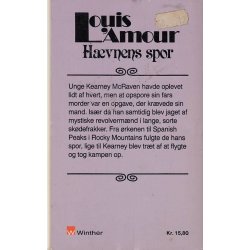 Louis
L'Amour
Hævnens spor
Unge Kearney McRaven havde oplevet
lidt af hvert, men at opspore sin fars
morder var en opgave, der krævede sin
mand. Især da han samtidig blev jaget af
mystiske revolvermænd i lange, sorte
skødefrakker. Fra ørkenen til Spanish
Peaks i Rocky Mountains fulgte de hans
spor, lige til Kearney blev træt af at flygte
og tog kampen op.
Winther
Kr. 15,80